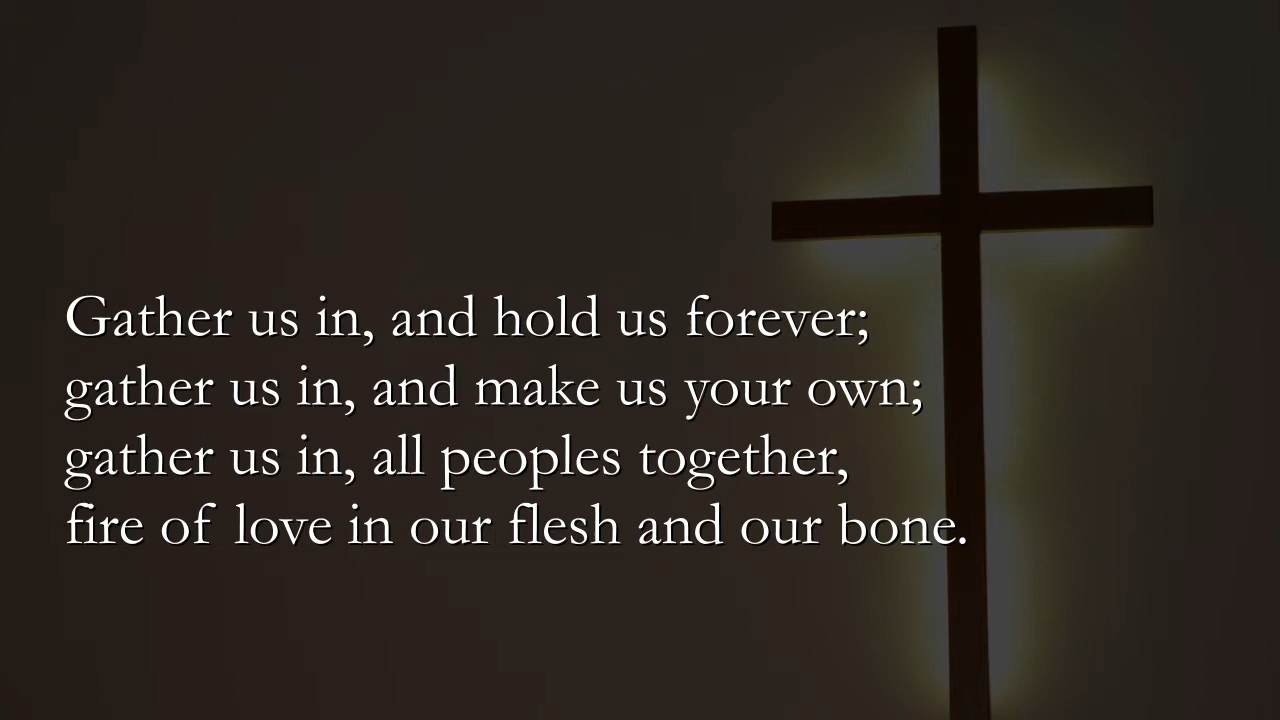 Gather us in, and hold us forever;
gather us in, and make us your own;
gather us in, all peoples together,
fire of love in our flesh and our bone.